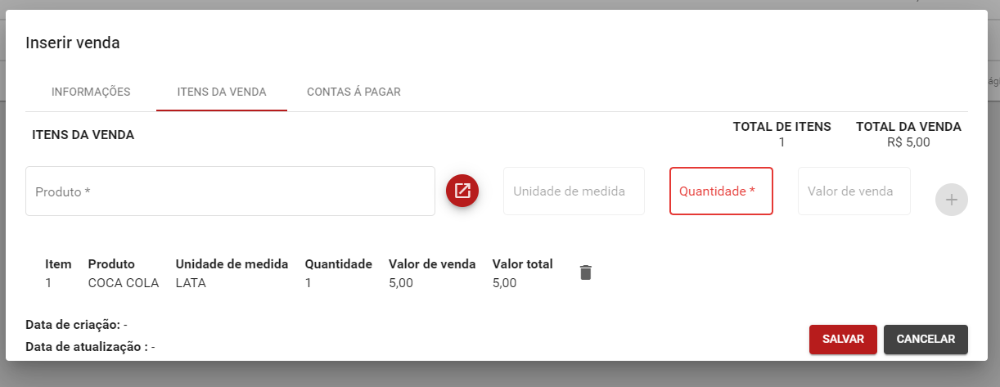 Inserir venda
INFORMAÇÕES ITENS DA VENDA CONTAS Á PAGAR
ITENS DA VENDA TOTAL DE ITENS TOTAL DA VENDA
1 R$ 5,00
Produto * Unidade de medida Quantidade * Valor de venda
Item Produto Unidade de medida Quantidade Valor de venda Valor total
1 COCA COLA LATA 1 5,00 5,00
Data de criação: -
Data de atualização : -
SALVAR CANCELAR